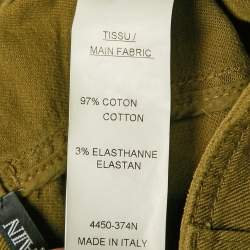 TISSU /
MAIN FABRIC
97% COTON
COTTON
3% ELASTHANNE
ELASTAN
4450-374N
MADE IN ITALY